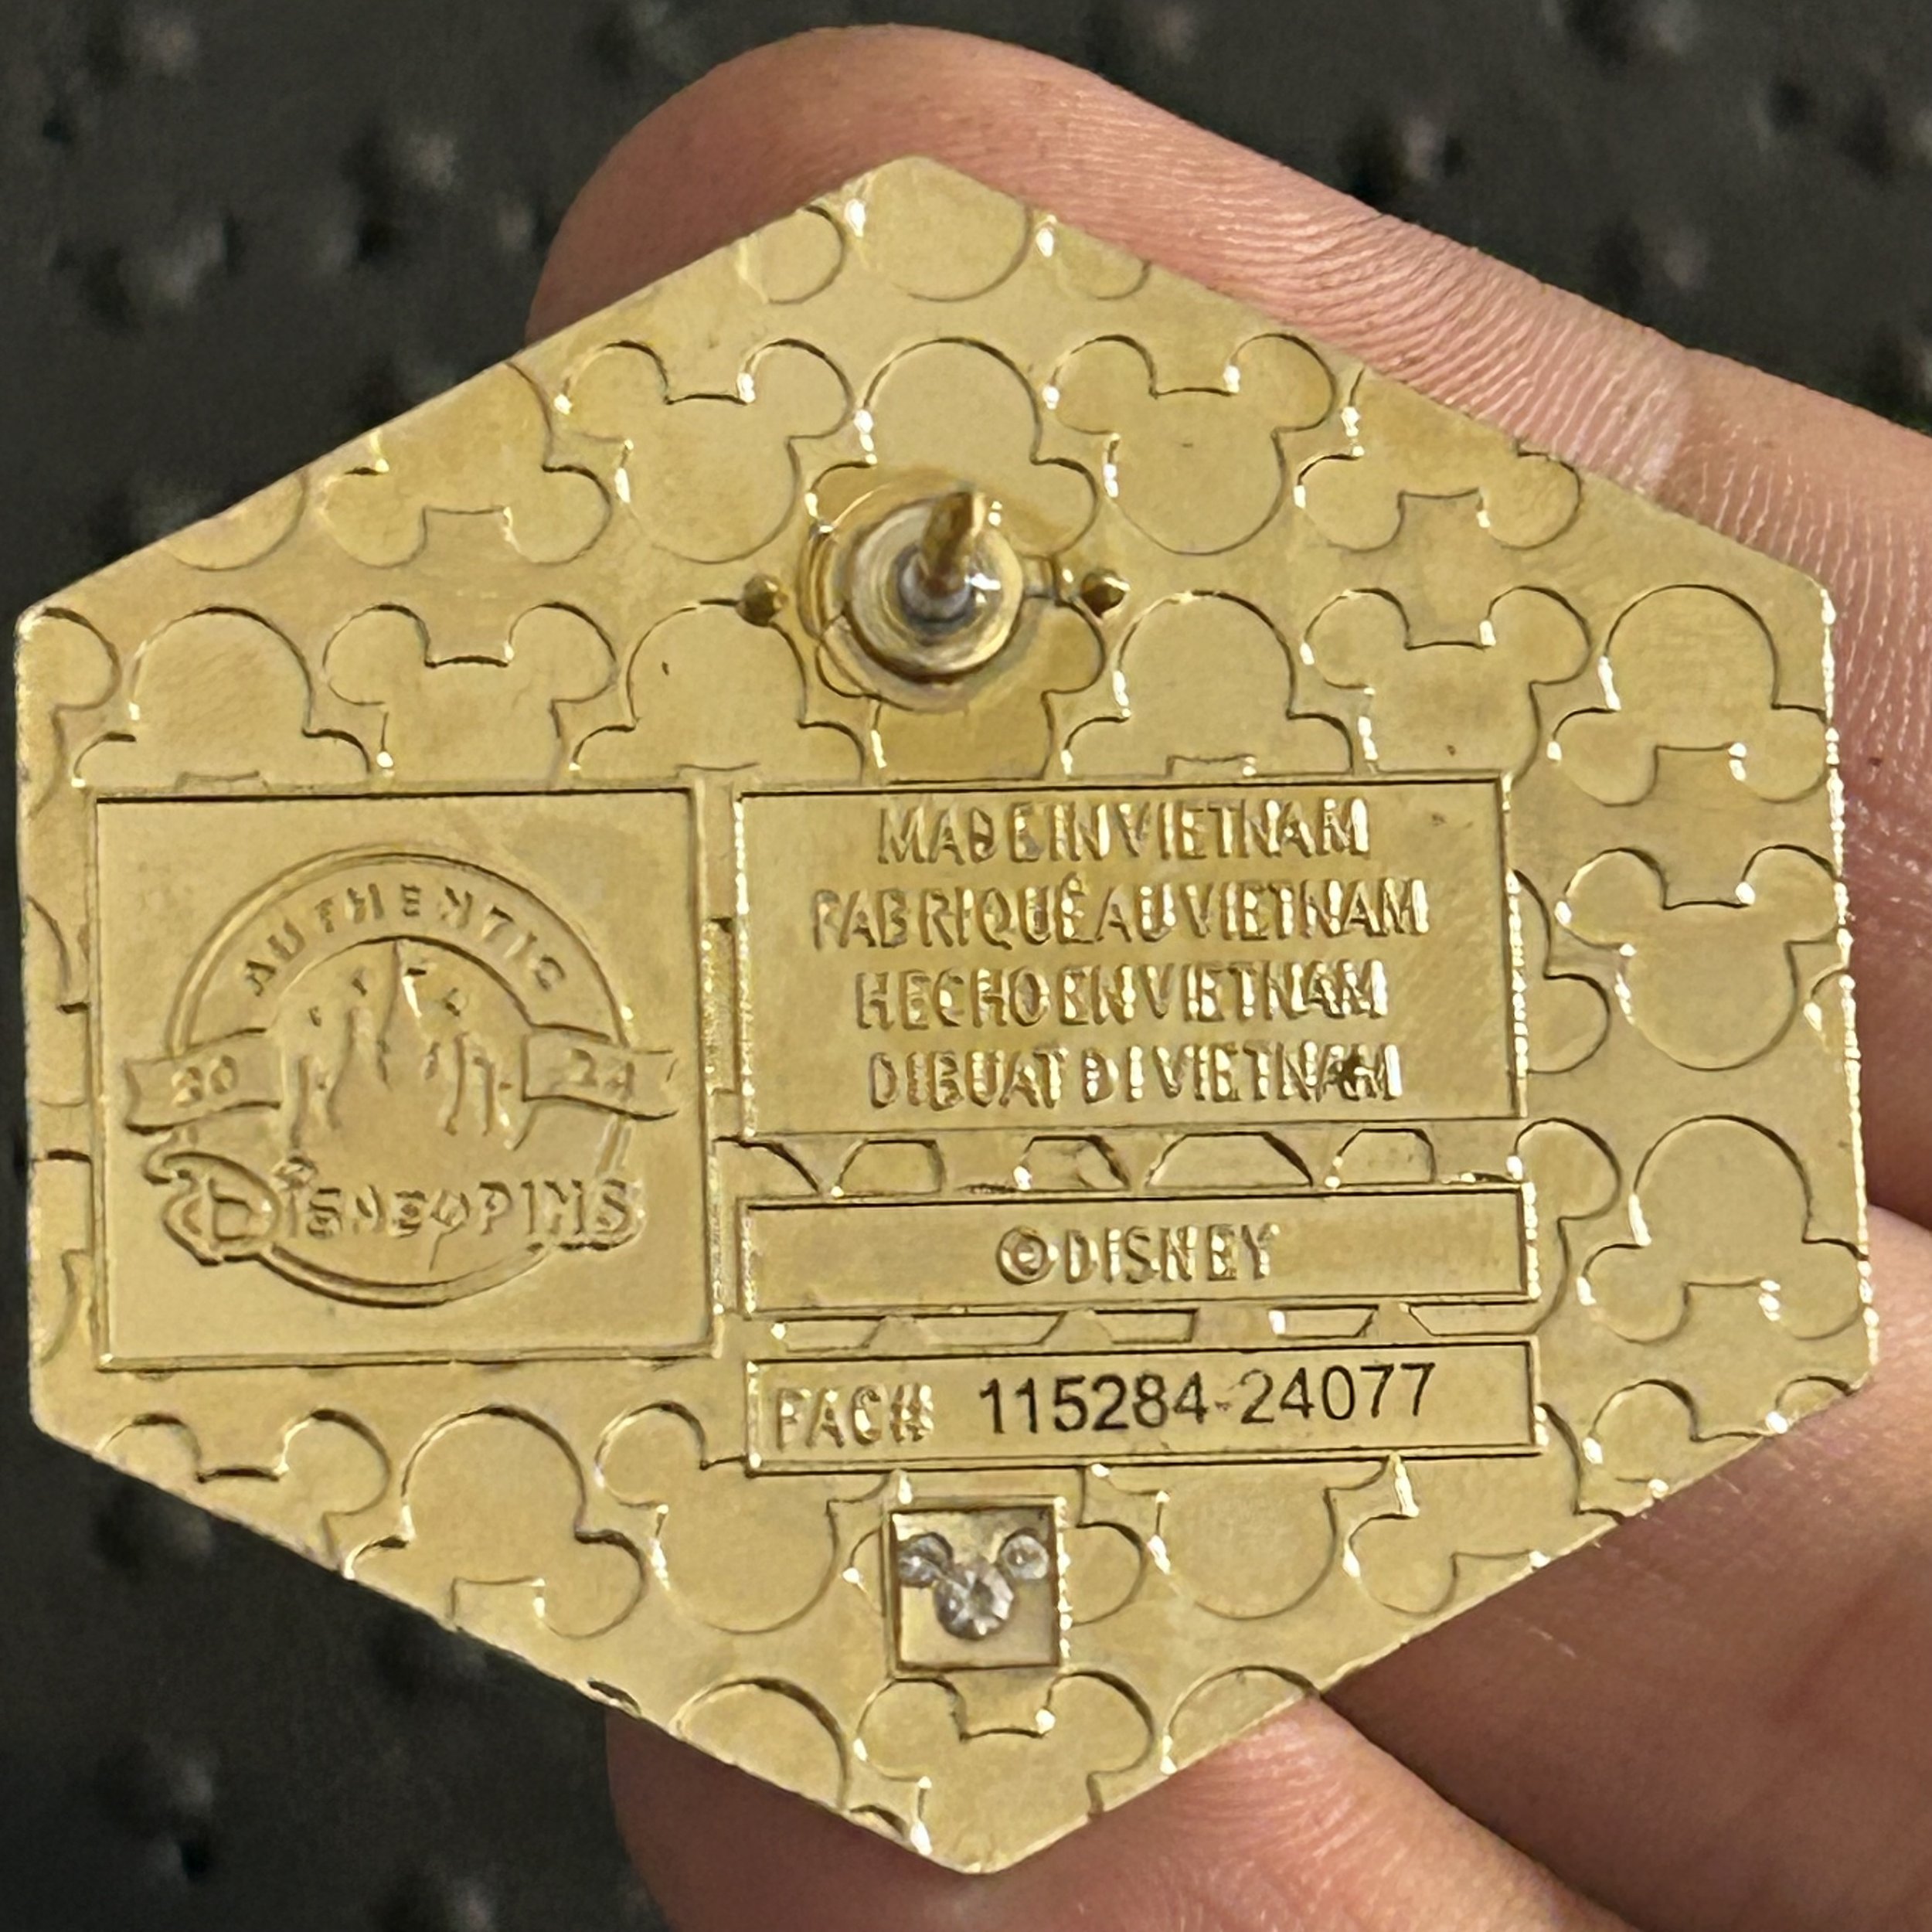 AUTHENTIC
20 24
DISNEY PINS
MADE IN VIETNAM
FABRIQUÉ AU VIETNAM
HECHO EN VIETNAM
DIBUAT DI VIETNAM
©DISNEY
FAC# 115284-24077